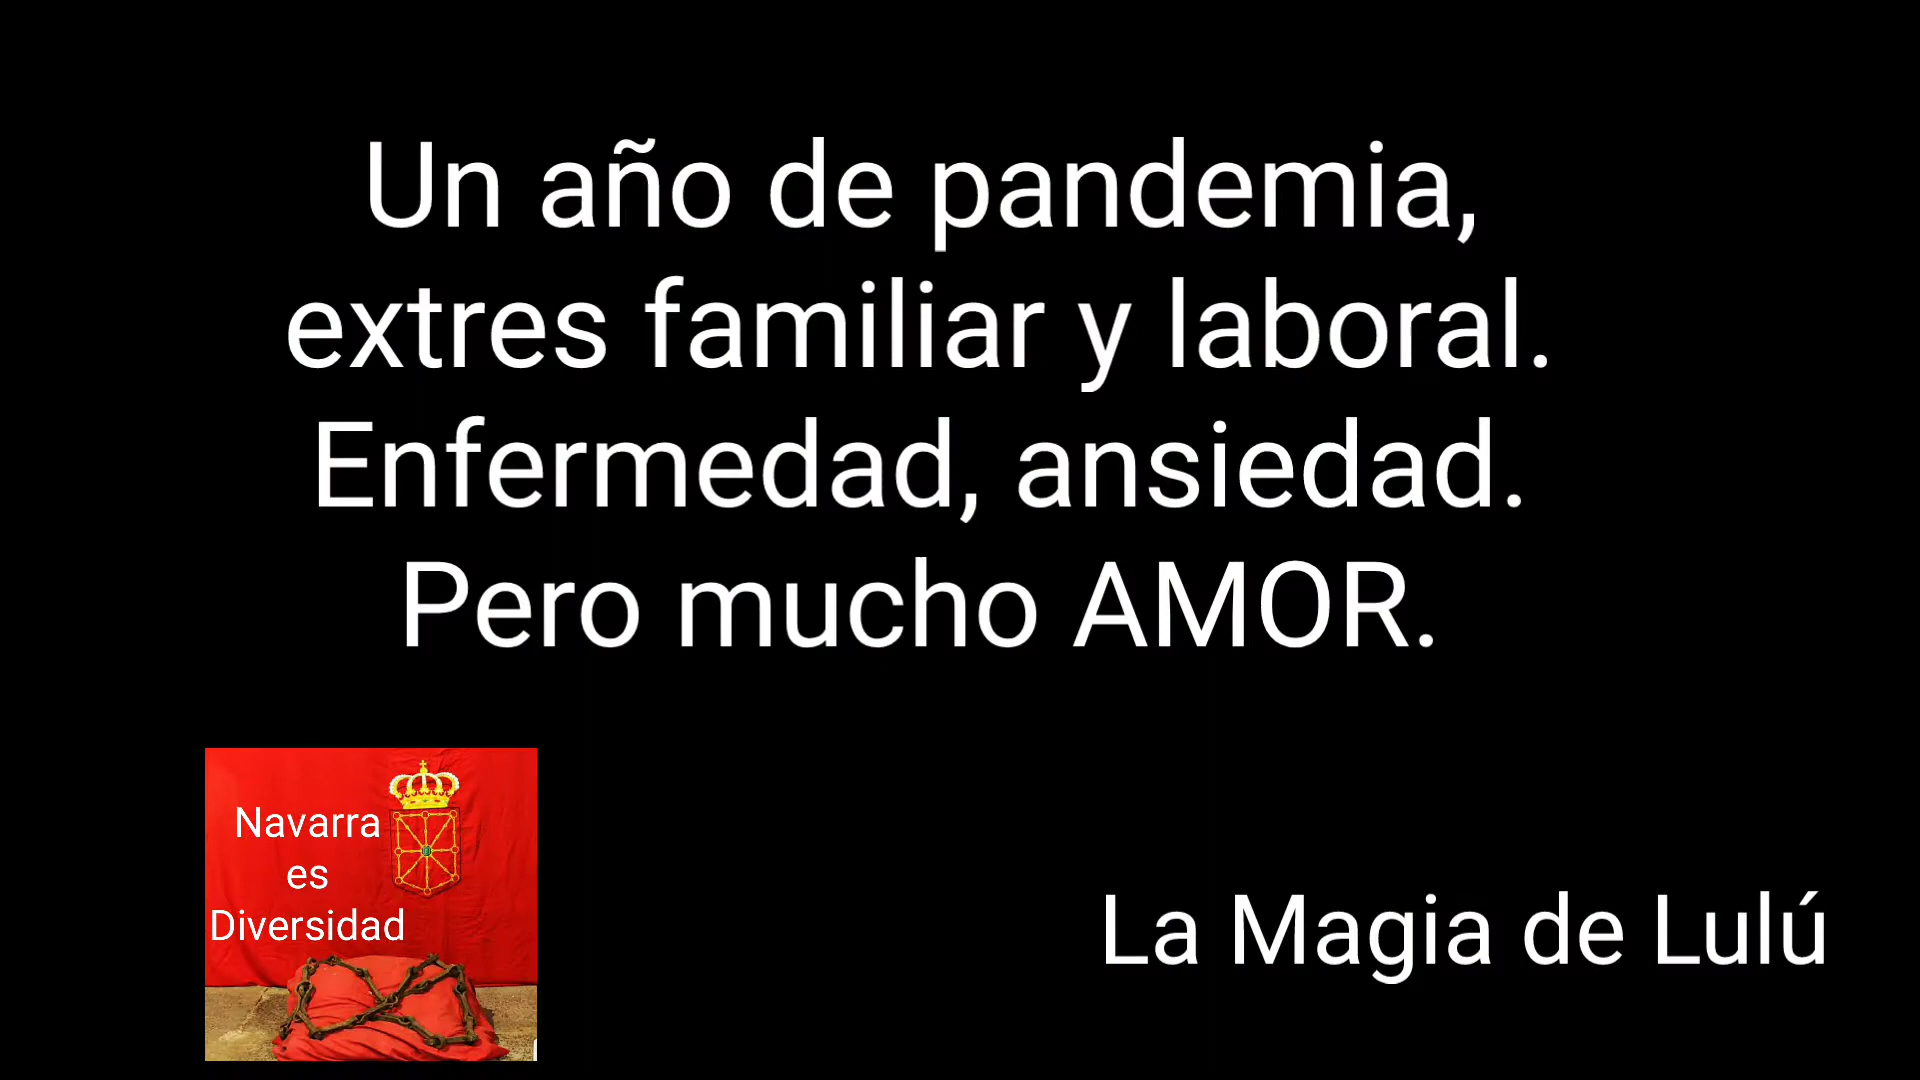 Un año de pandemia,
extres familiar y laboral.
Enfermedad, ansiedad.
Pero mucho AMOR.
Navarra
es
Diversidad
La Magia de Lulú